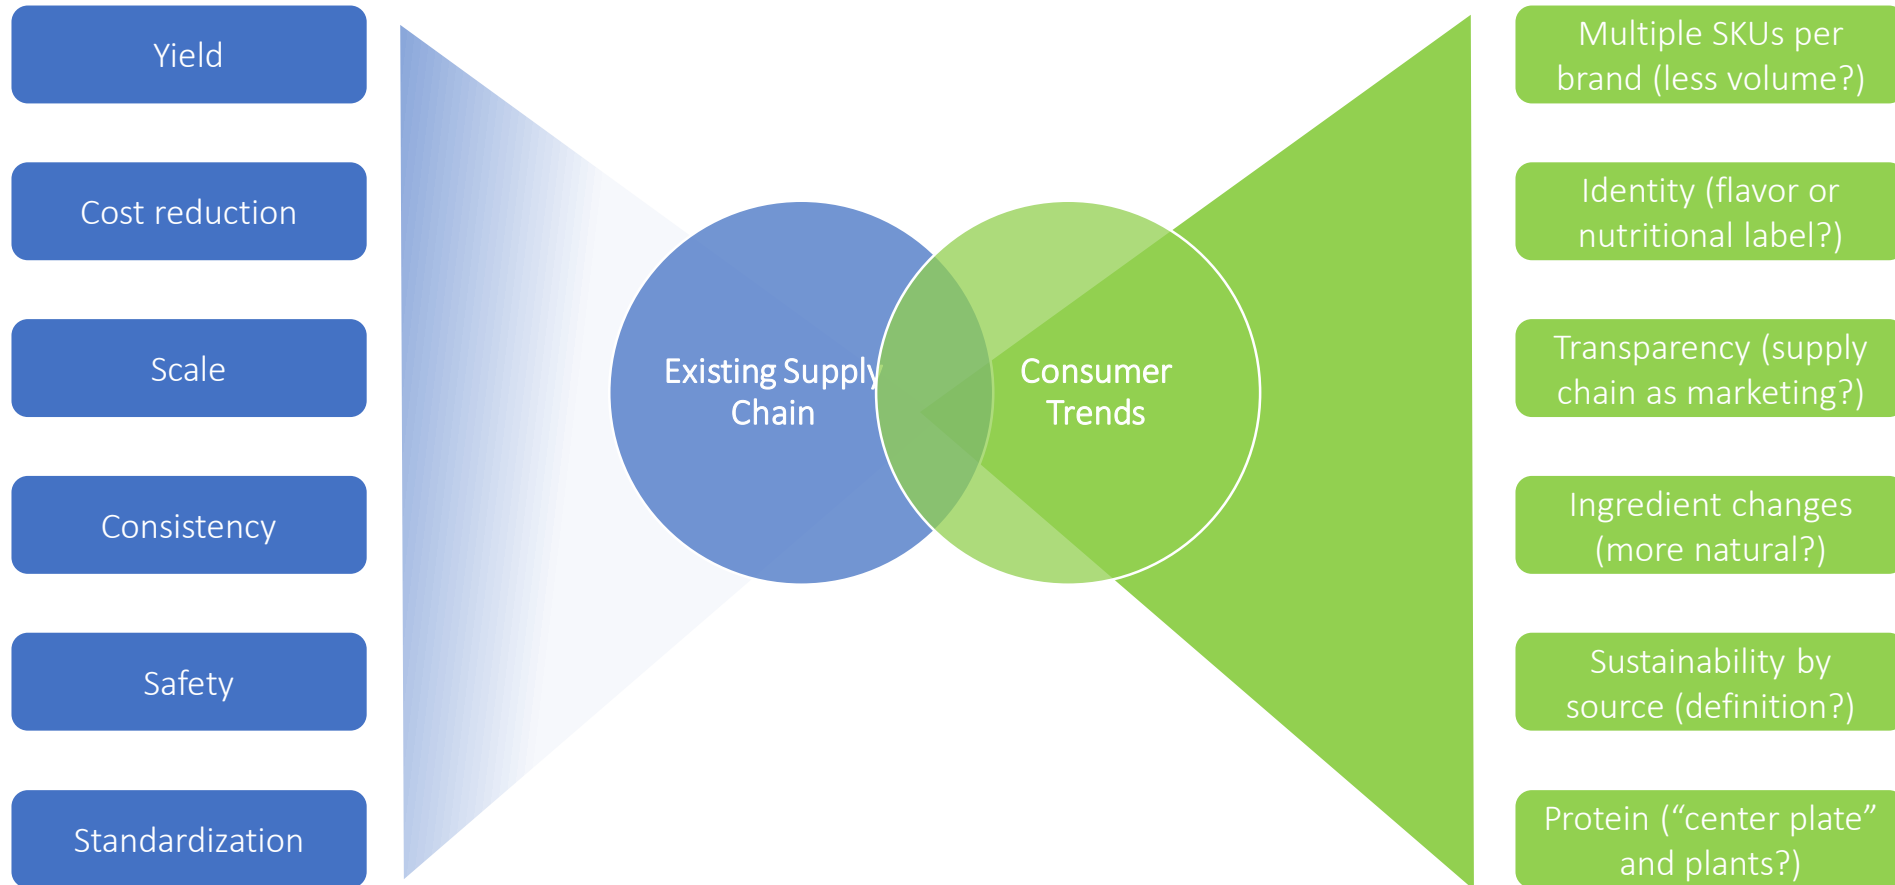 Yield
Cost reduction
Scale
Consistency
Safety
Standardization
Existing Supply
Chain
Consumer
Trends
Multiple SKUs per
brand (less volume?)
Identity (flavor or
nutritional label?)
Transparency (supply
chain as marketing?)
Ingredient changes
(more natural?)
Sustainability by
source (definition?)
Protein (“center plate”
and plants?)